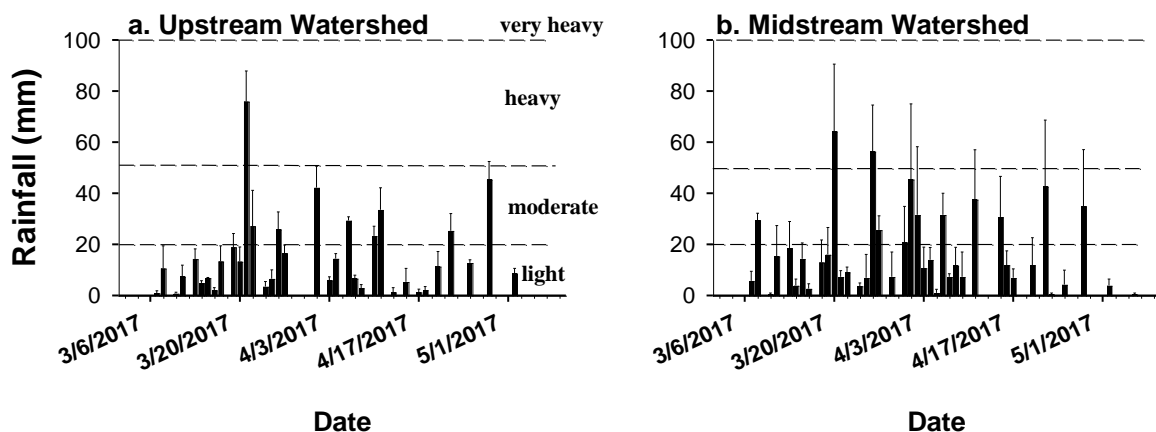 a. Upstream Watershed
very heavy
b. Midstream Watershed
Rainfall (mm)
100
80
60
40
20
0
heavy
moderate
light
3/6/2017
3/20/2017
4/3/2017
4/17/2017
5/1/2017
Date
100
80
60
40
20
0
3/6/2017
3/20/2017
4/3/2017
4/17/2017
5/1/2017
Date